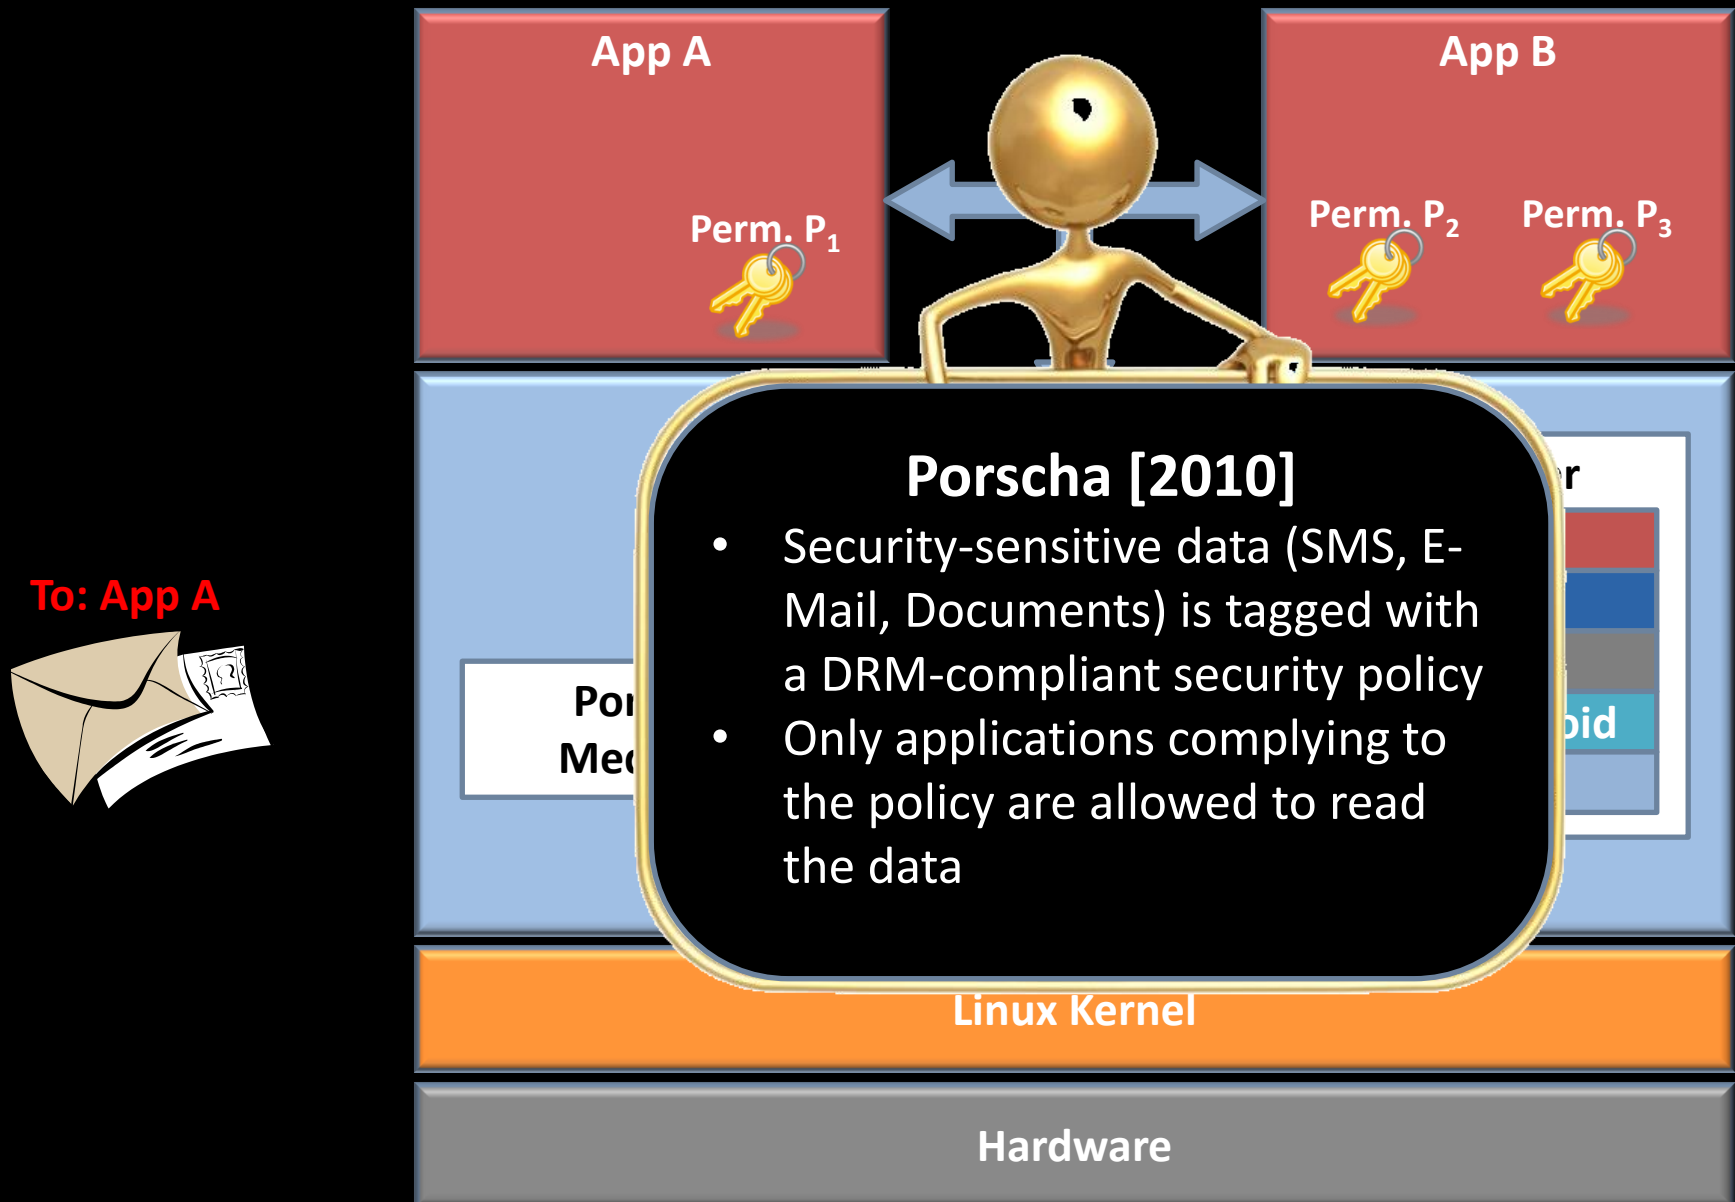 App A
App B
Perm. P1
Perm. P2
Perm. P3
Porscha [2010]
• Security-sensitive data (SMS, E-
Mail, Documents) is tagged with
a DRM-compliant security policy
• Only applications complying to
the policy are allowed to read
the data
To: App A
Linux Kernel
Hardware